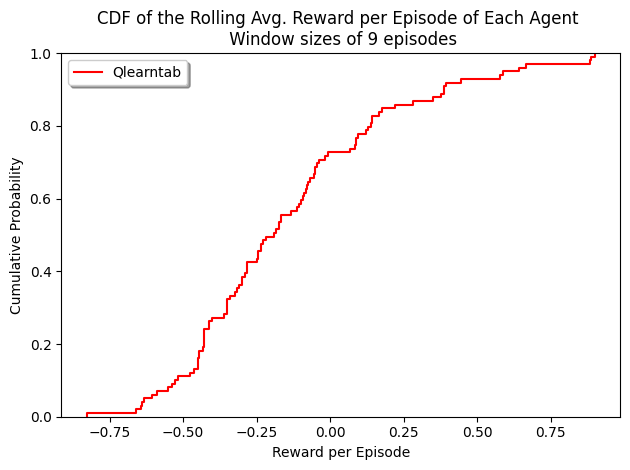 CDF of the Rolling Avg. Reward per Episode of Each Agent
Window sizes of 9 episodes
Qlearntab
Cumulative Probability
1.0
0.8
0.6
0.4
0.2
0.0
−0.75 −0.50 −0.25 0.00 0.25 0.50 0.75
Reward per Episode